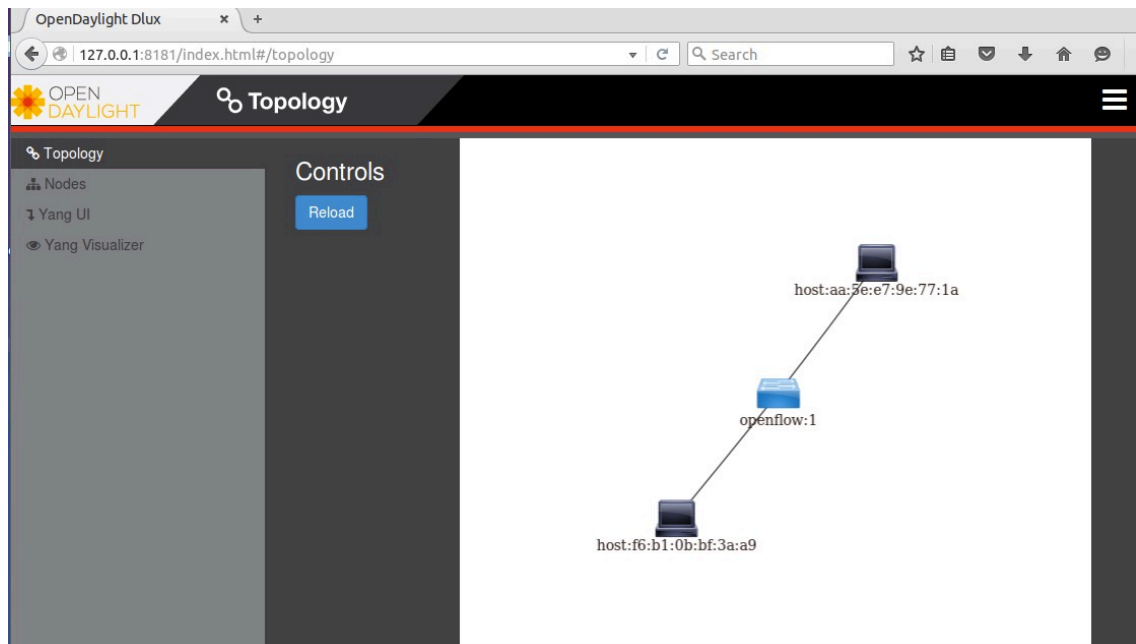 OpenDaylight Dlux
127.0.0.1:8181/index.html#/topology
Search
OPEN
DAYLIGHT
Topology
Topology
Nodes
Yang UI
Yang Visualizer
Controls
Reload
host:aa:5e:e7:9e:77:1a
openflow:1
host:f6:b1:0b:bf:3a:a9